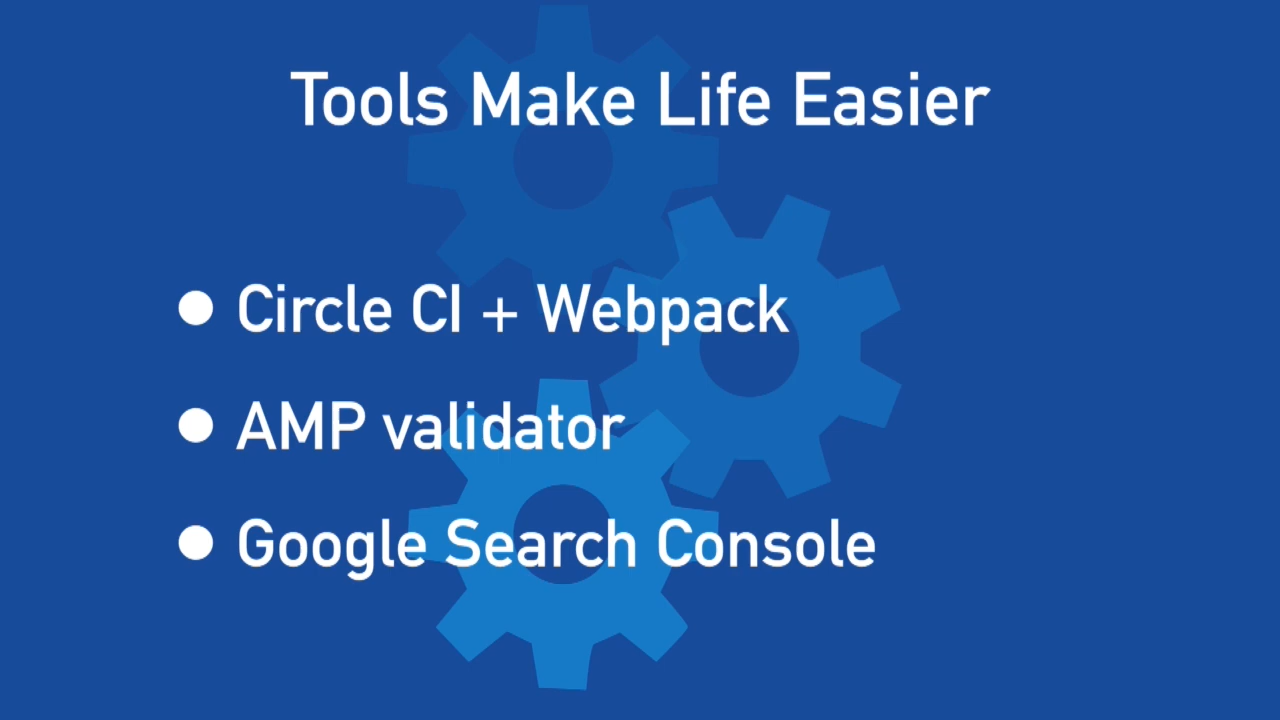 Tools Make Life Easier
● Circle CI + Webpack
● AMP validator
● Google Search Console